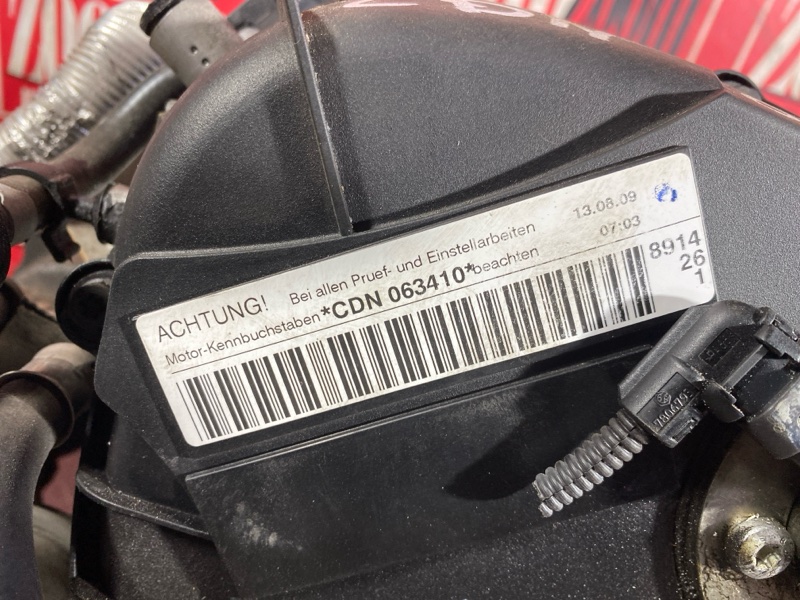 ACHTUNG! Bei allen Pruef- und Einstellarbeiten 13.08.09
Motor-Kennbuchstaben *CDN 063410* beachten 07:03
8914
26
1